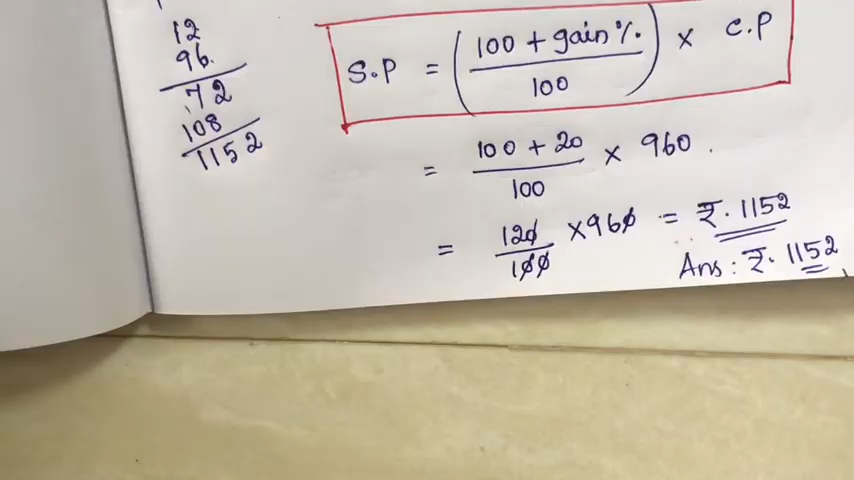 12
96
72
108
1152
S.P = (100 + gain % / 100) × C.P
= 100 + 20 / 100 × 960.
= 120 / 100 × 960 = ₹. 1152
Ans : ₹. 1152